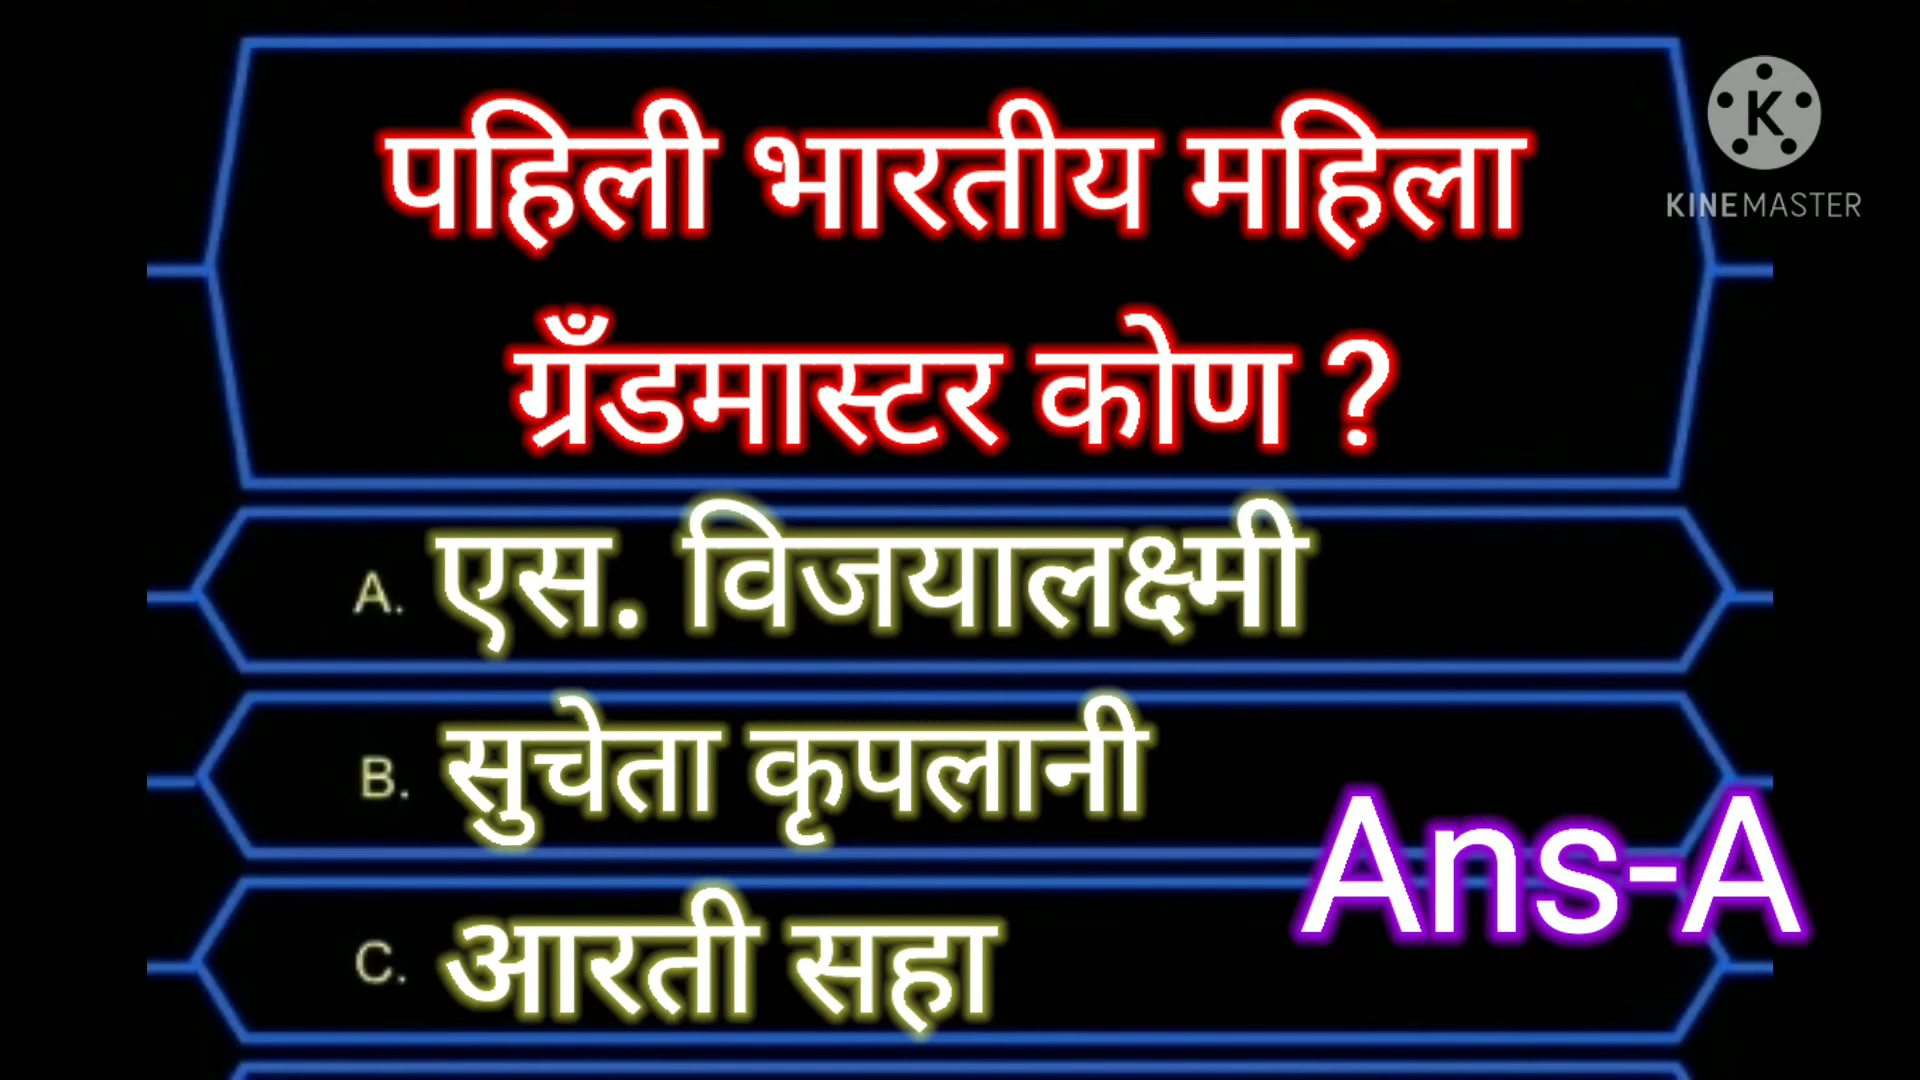 पहिली भारतीय महिला
ग्रँडमास्टर कोण ?
A. एस. विजयालक्ष्मी
B. सुचेता कृपलानी
C. आरती सहा
Ans-A
K
KINEMASTER